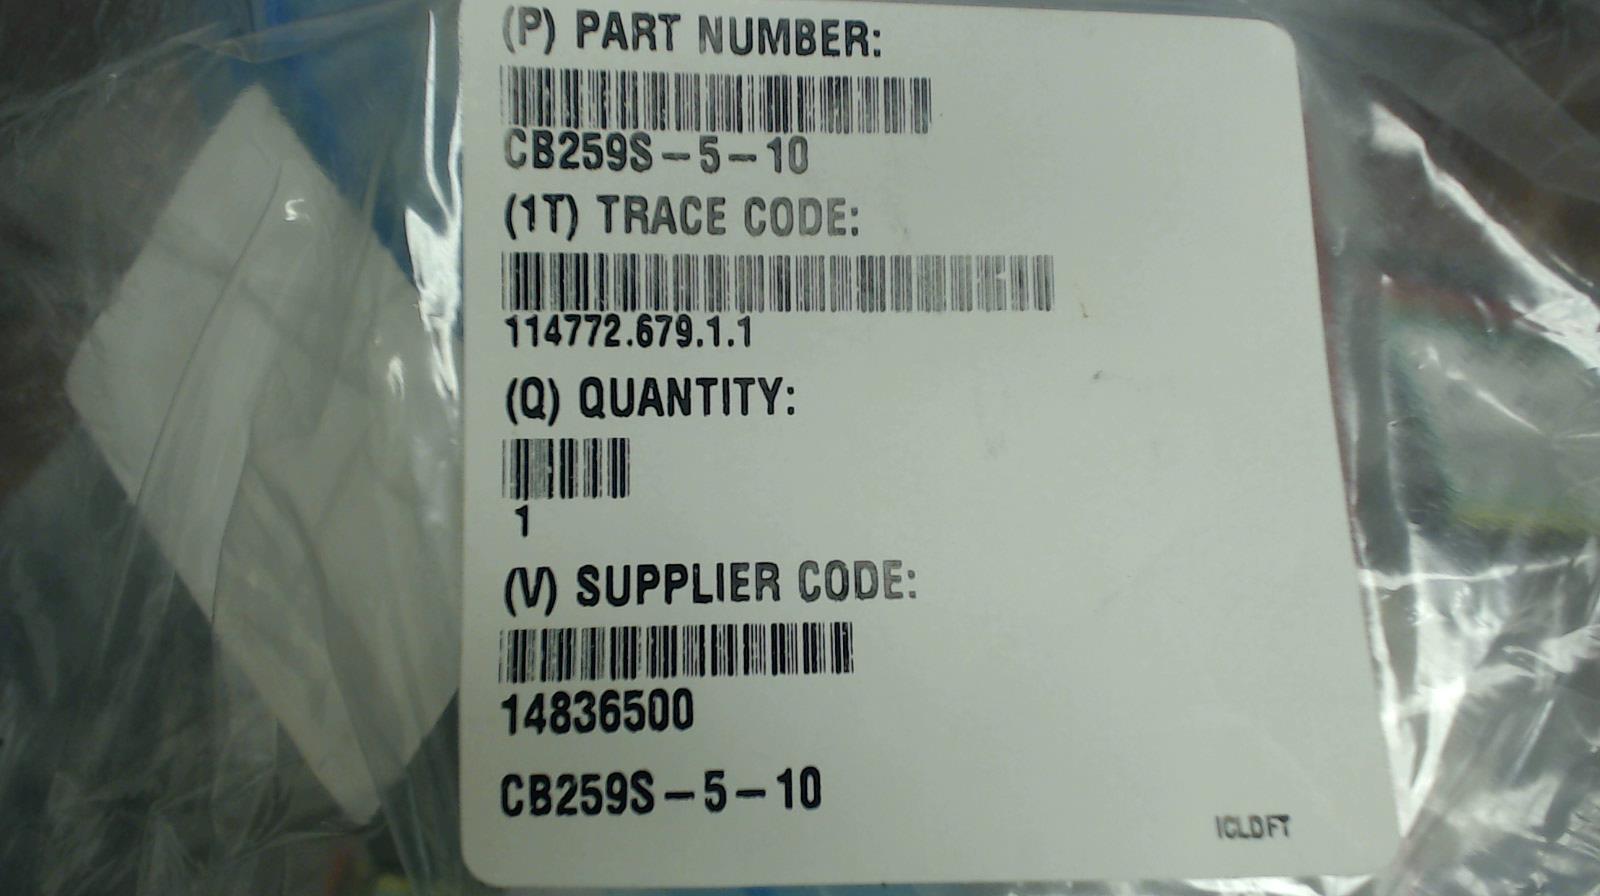 (P) PART NUMBER:
CB259S-5-10
(1T) TRACE CODE:
114772.679.1.1
(Q) QUANTITY:
1
(V) SUPPLIER CODE:
14836500
CB259S-5-10
ICLDFT